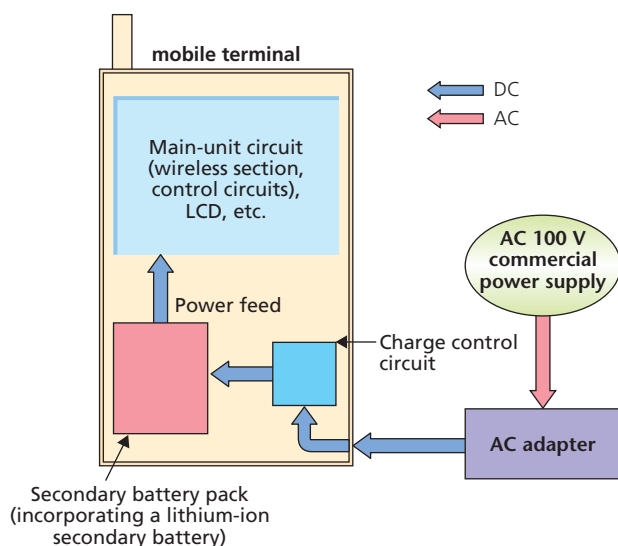 mobile terminal
DC
AC
Main-unit circuit
(wireless section,
control circuits),
LCD, etc.
AC 100 V
commercial
power supply
Power feed
Charge control
circuit
AC adapter
Secondary battery pack
(incorporating a lithium-ion
secondary battery)